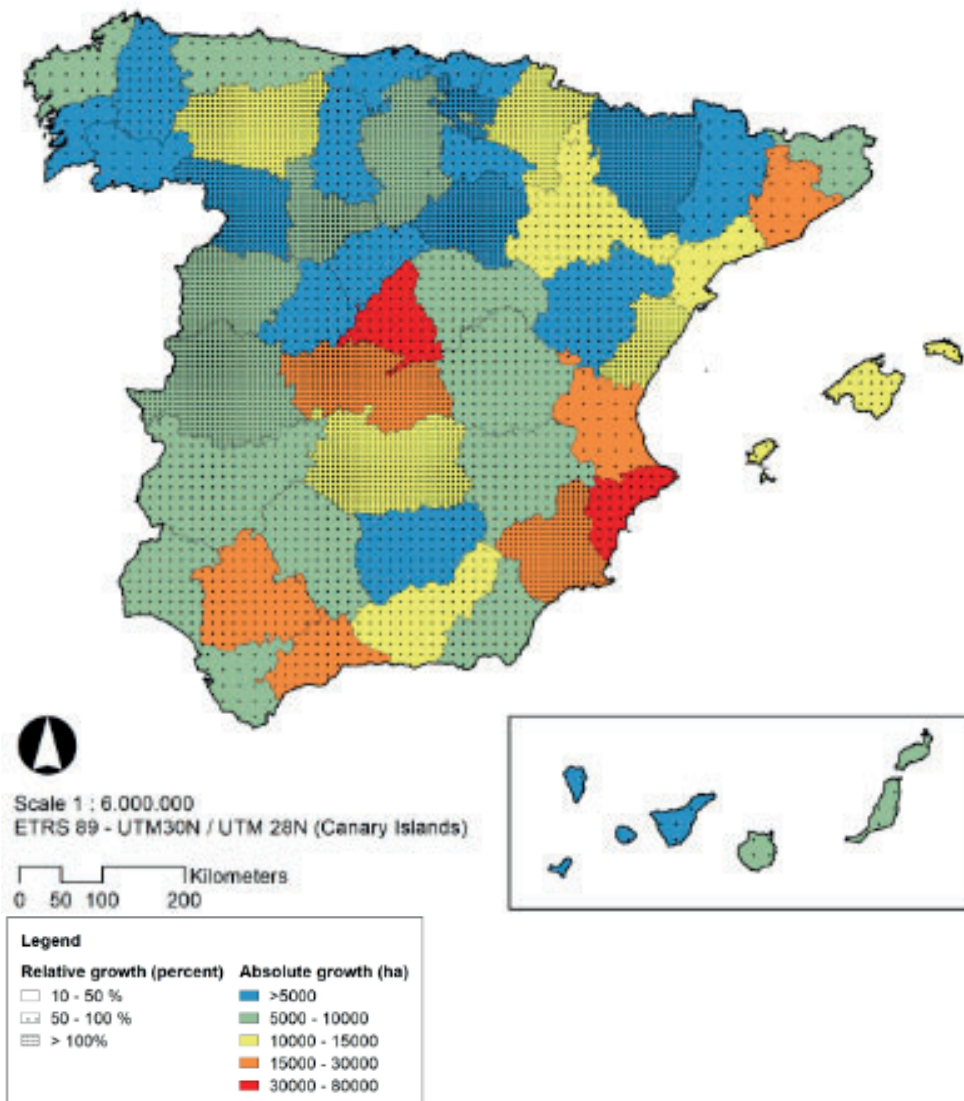 Scale 1 : 6.000.000
ETRS 89 - UTM30N / UTM 28N (Canary Islands)
Kilometers
0 50 100 200
Legend
Relative growth (percent) Absolute growth (ha)
10 - 50 % >5000
50 - 100 % 5000 - 10000
> 100% 10000 - 15000
15000 - 30000
30000 - 80000